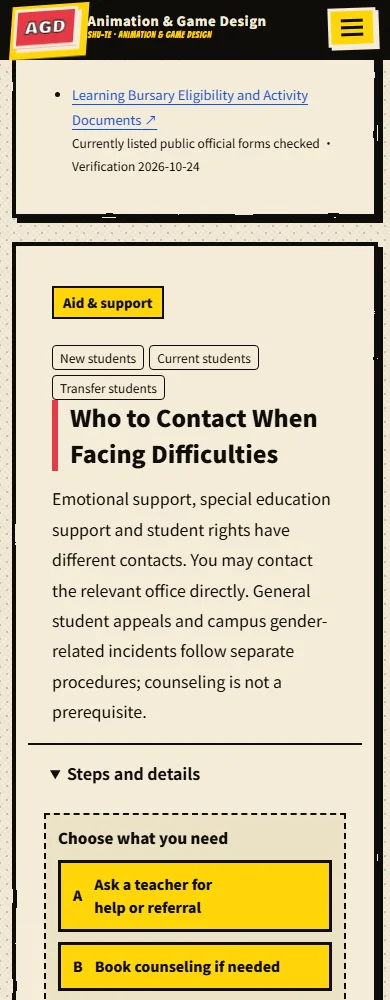 AGD
Animation & Game Design
SHU-TE · ANIMATION & GAME DESIGN
Learning Bursary Eligibility and Activity
Documents ↗
Currently listed public official forms checked ・
Verification 2026-10-24
Aid & support
New students
Current students
Transfer students
Who to Contact When
Facing Difficulties
Emotional support, special education
support and student rights have
different contacts. You may contact
the relevant office directly. General
student appeals and campus gender-
related incidents follow separate
procedures; counseling is not a
prerequisite.
▼ Steps and details
Choose what you need
A Ask a teacher for
help or referral
B Book counseling if needed